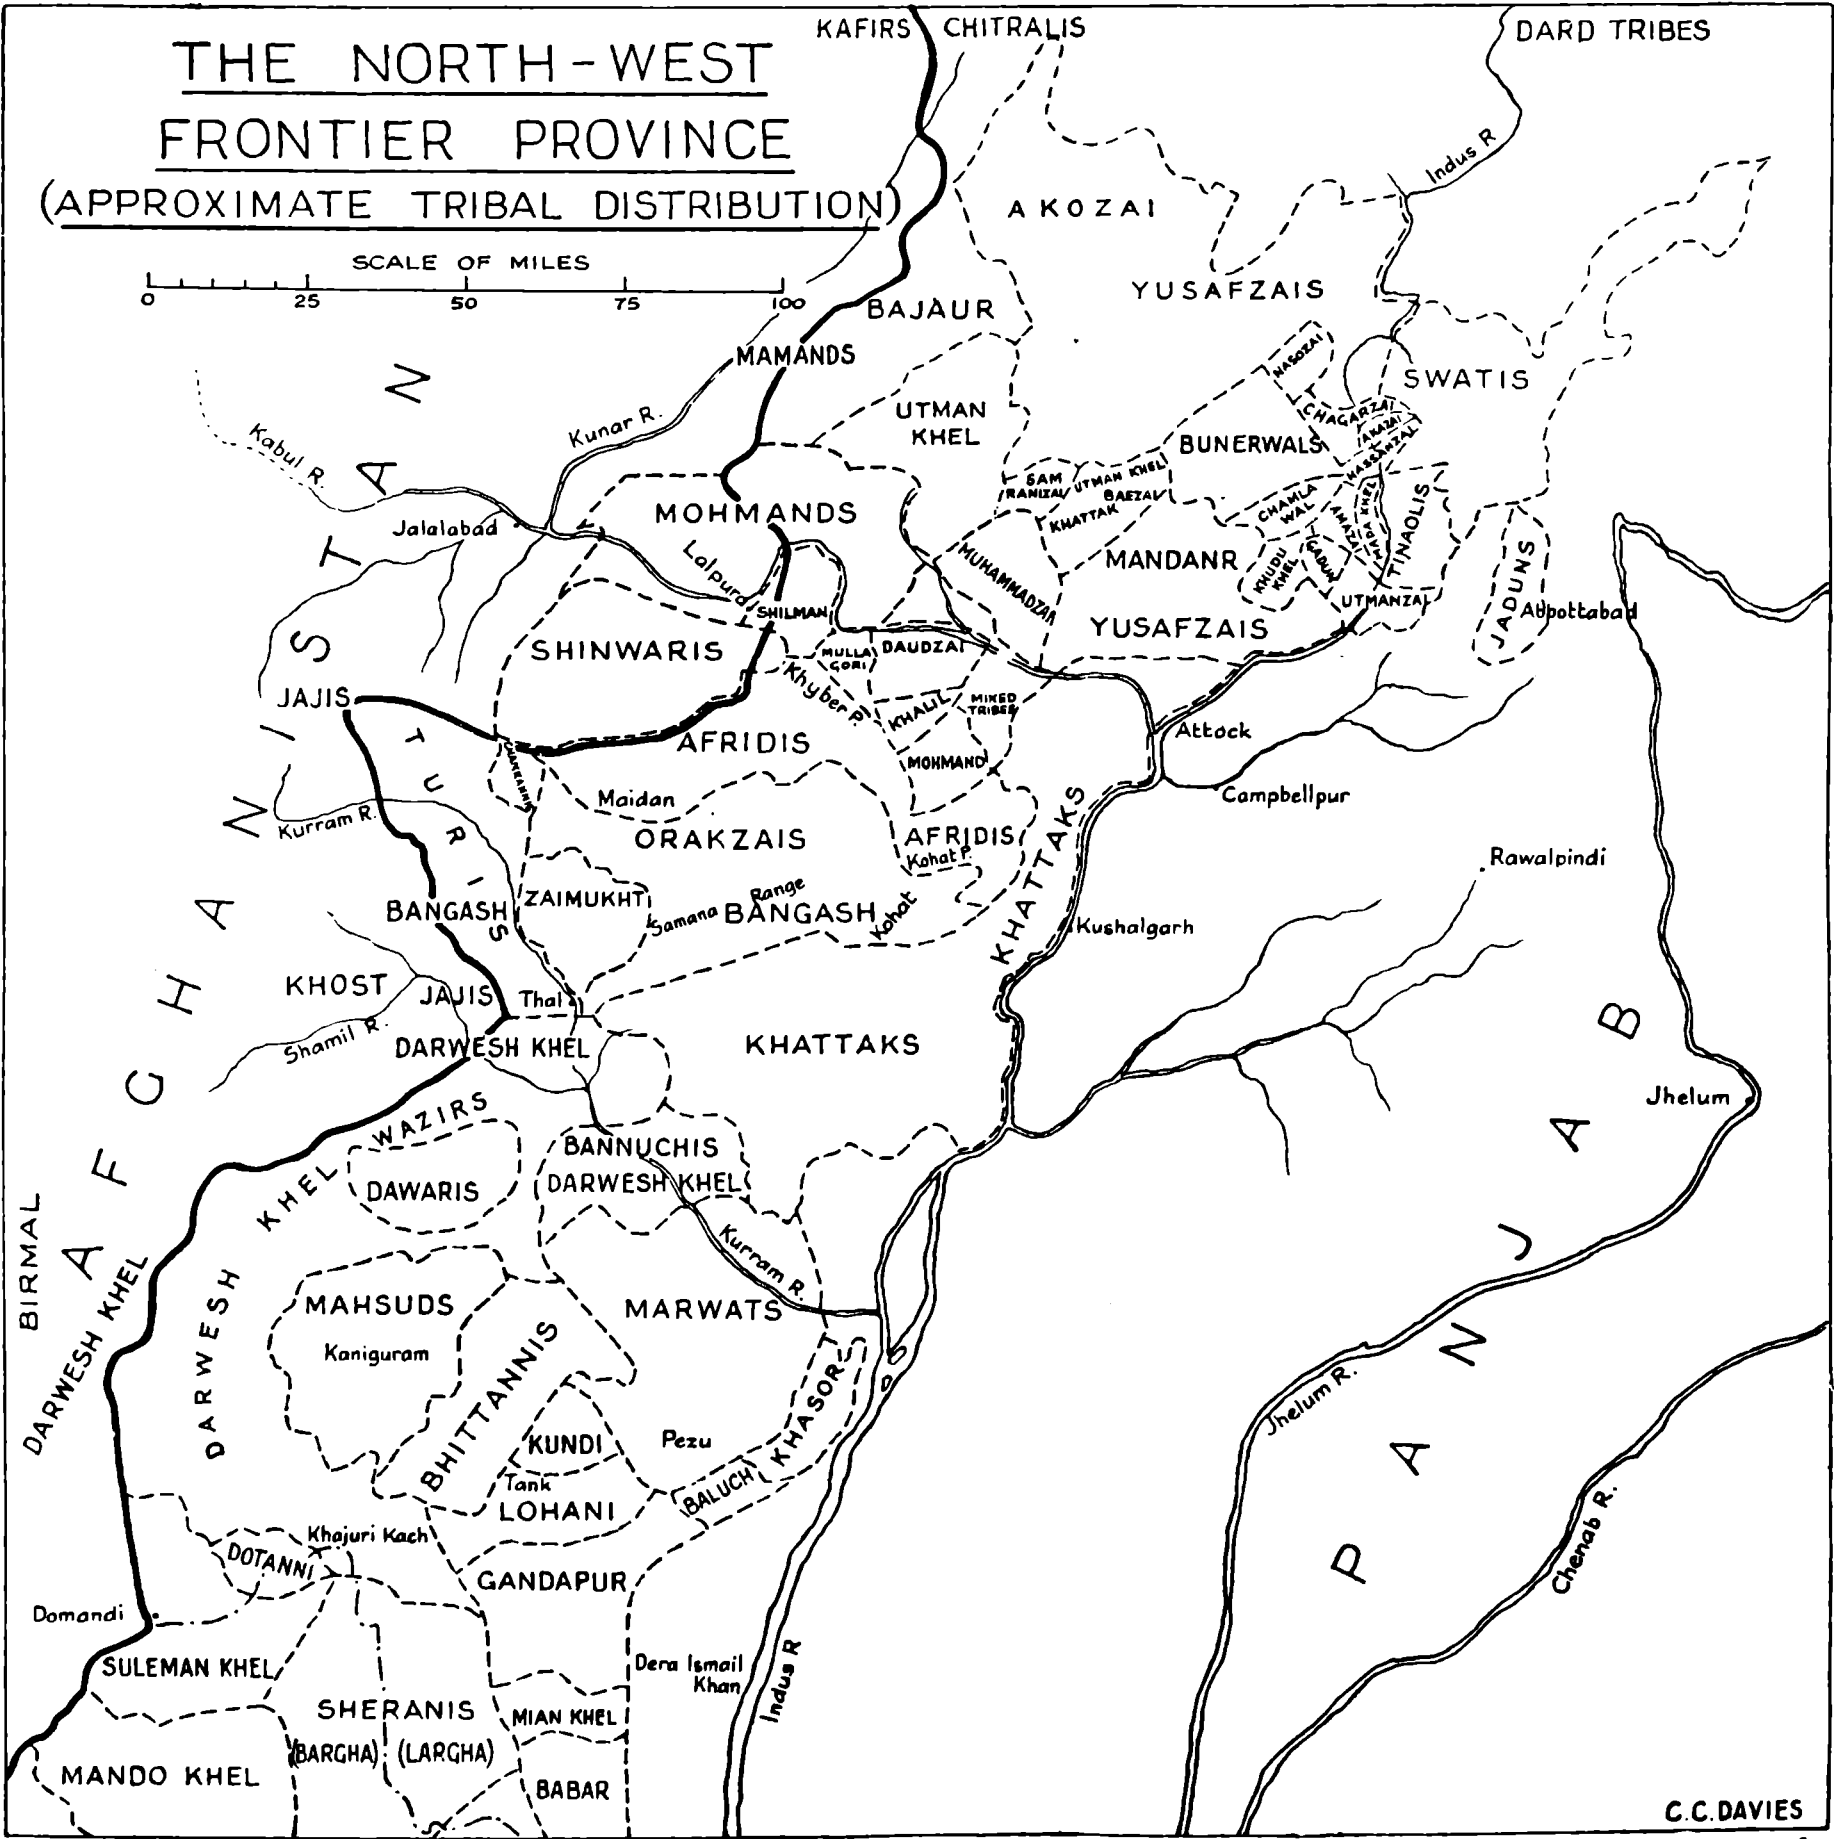 THE NORTH-WEST
FRONTIER PROVINCE
(APPROXIMATE TRIBAL DISTRIBUTION)
SCALE OF MILES
0 25 50 75 100
KAFIRS
CHITRALIS
DARD TRIBES
Indus R
AKOZAI
YUSAFZAIS
BAJAUR
MAMANDS
NASOZAI
SWATIS
UTMAN
KHEL
CHAGARZAI
AKAZAI
HASSANZAI
BUNERWALS
Kunar R.
Kabul R.
SAM
RANIZAI
UTMAN KHEL
BAEZAI
KHATTAK
CHAMLA
WAL
AMAZAI
MADA KHEL
TINAOLIS
MOHMANDS
Jalalabad
Lalpura
MUHAMMADZAI
MANDANR
KHUDU
KHEL
GADUN
UTMANZAI
JADUNS
Abbottabad
SHILMAN
SHINWARIS
MULLA
GORI
DAUDZAI
YUSAFZAIS
JAJIS
Khyber P.
KHALIL
MIXED
TRIBES
Attock
AFRIDIS
MOHMAND
CHAMKANNIS
Maidan
Campbellpur
TURIS
Kurram R.
ORAKZAIS
AFRIDIS
Kohat P.
KHATTAKS
Rawalpindi
ZAIMUKHT
BANGASH
Samana Range
BANGASH
Kohat
Kushalgarh
KHOST
JAJIS
Thal
Shamil R.
DARWESH KHEL
KHATTAKS
AFGHANISTAN
Jhelum
DARWESH KHEL WAZIRS
BANNUCHIS
DAWARIS
DARWESH KHEL
BIRMAL
DARWESH KHEL
Kurram R.
MAHSUDS
Kaniguram
MARWATS
BHITTANNIS
KHASOR
KUNDI
Pezu
Tank
LOHANI
BALUCH
Jhelum R.
PANJAB
Chenab R.
Khajuri Kach
DOTANNI
GANDAPUR
Domandi
SULEMAN KHEL
Dera Ismail
Khan
Indus R
SHERANIS
(BARGHA) (LARGHA)
MIAN KHEL
MANDO KHEL
BABAR
C.C.DAVIES